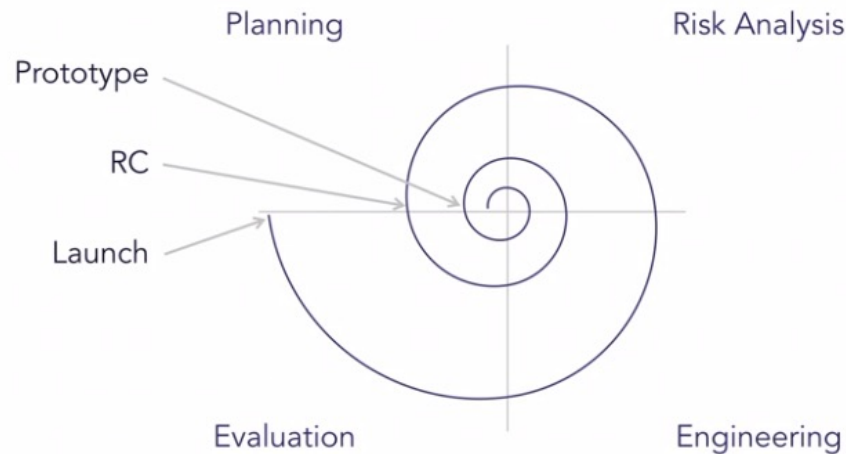 Planning
Risk Analysis
Prototype
RC
Launch
Evaluation
Engineering